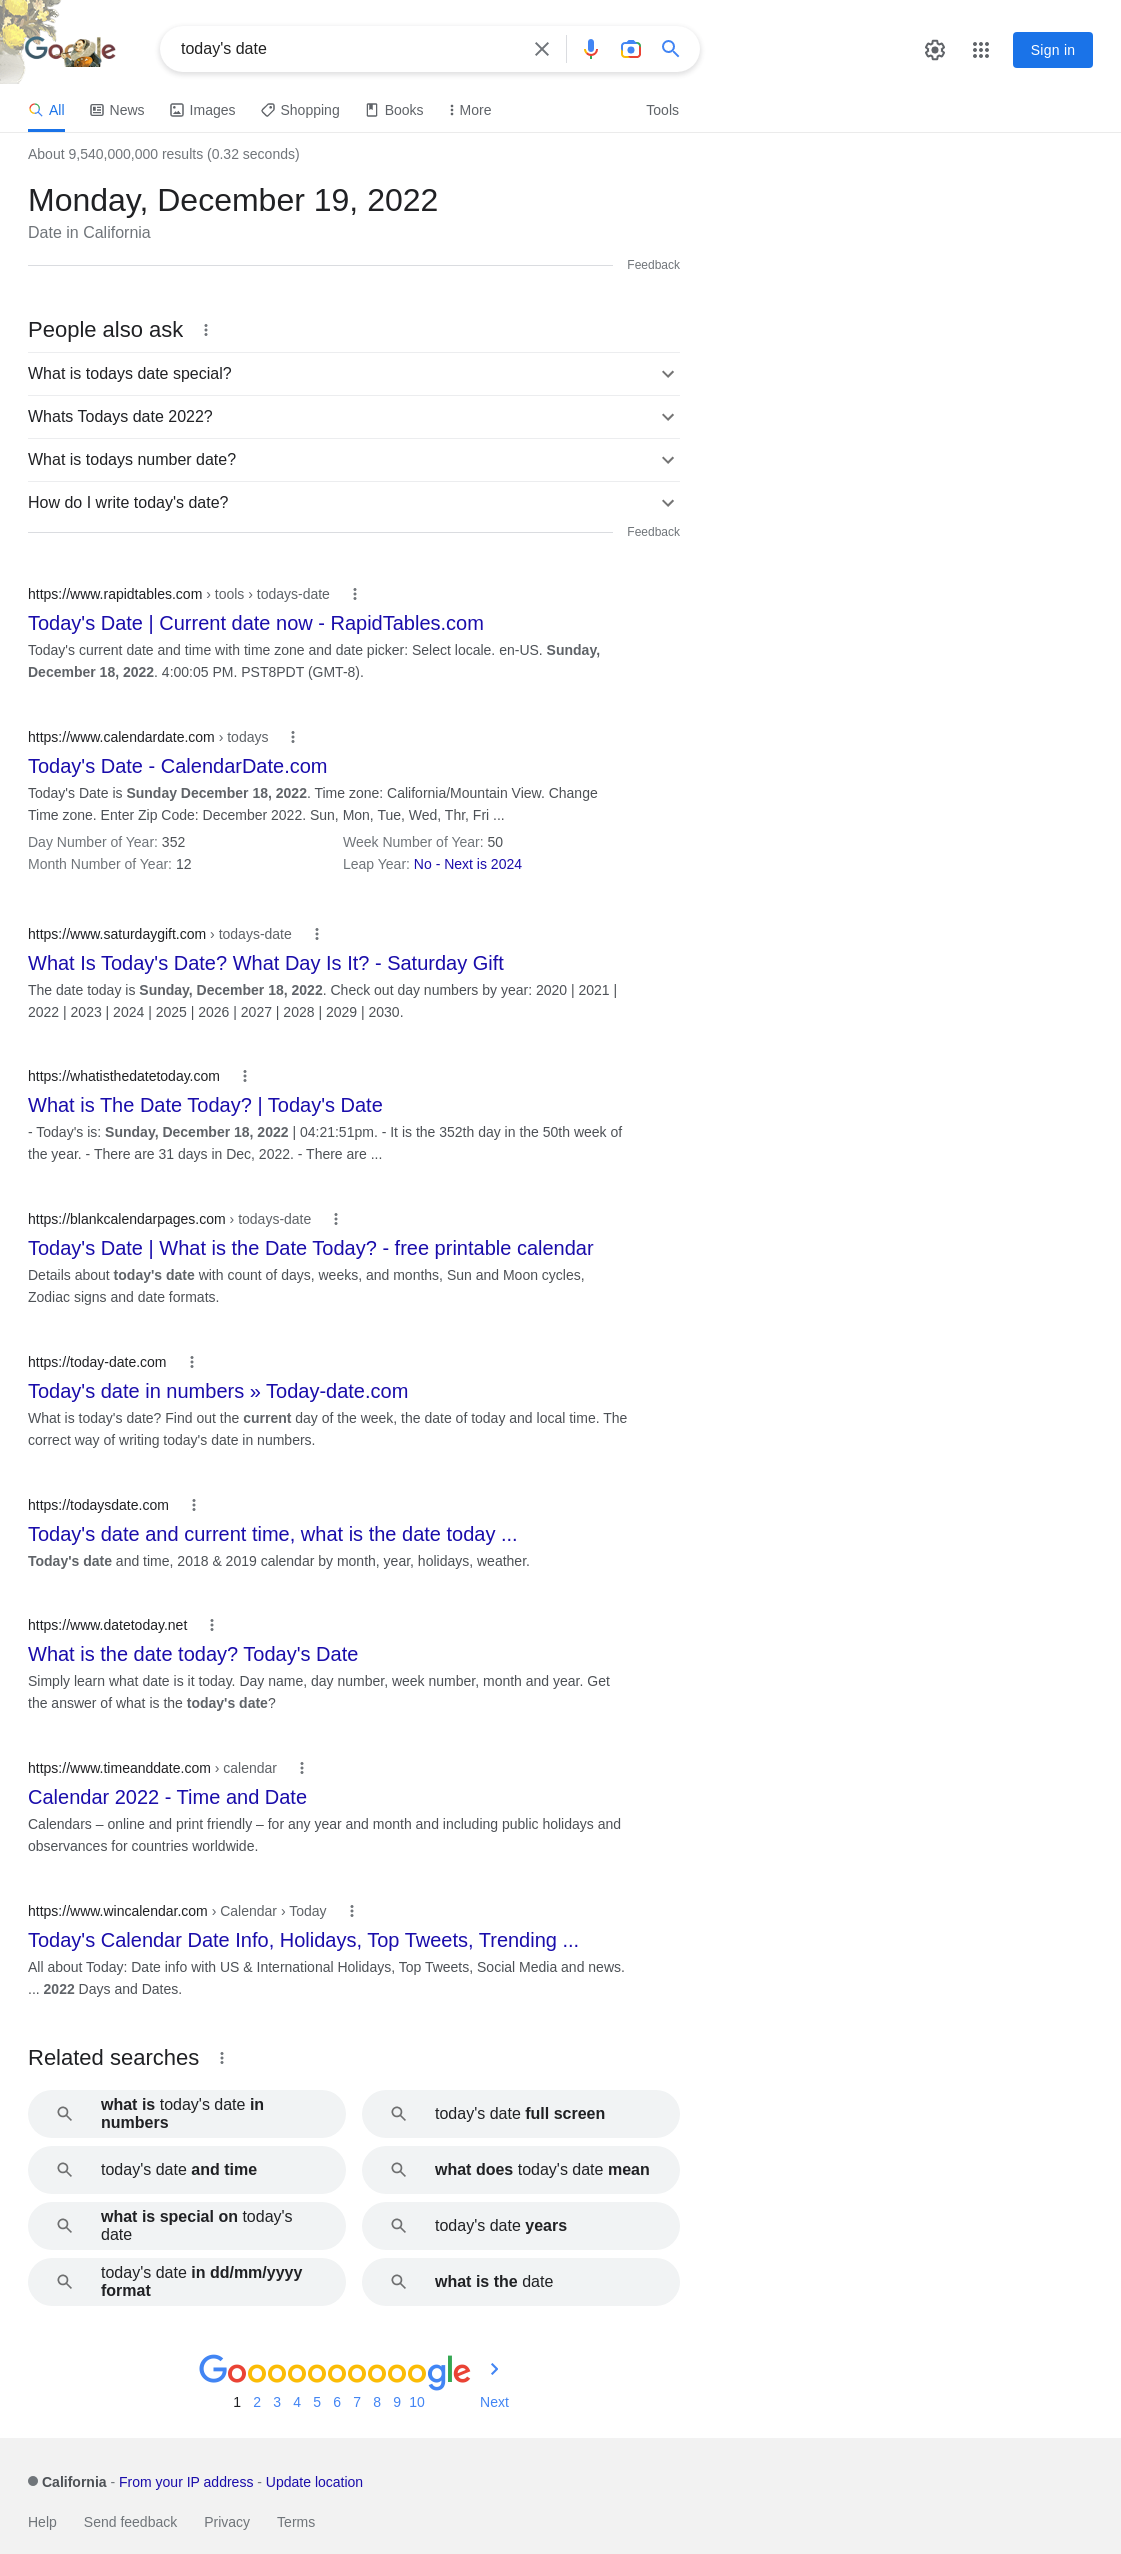 Google
today's date
Sign in
All News Images Shopping Books More Tools
About 9,540,000,000 results (0.32 seconds)
Monday, December 19, 2022
Date in California
Feedback
People also ask
What is todays date special?
Whats Todays date 2022?
What is todays number date?
How do I write today's date?
Feedback
https://www.rapidtables.com › tools › todays-date
Today's Date | Current date now - RapidTables.com
Today's current date and time with time zone and date picker: Select locale. en-US. Sunday,
December 18, 2022. 4:00:05 PM. PST8PDT (GMT-8).
https://www.calendardate.com › todays
Today's Date - CalendarDate.com
Today's Date is Sunday December 18, 2022. Time zone: California/Mountain View. Change
Time zone. Enter Zip Code: December 2022. Sun, Mon, Tue, Wed, Thr, Fri ...
Day Number of Year: 352 Week Number of Year: 50
Month Number of Year: 12 Leap Year: No - Next is 2024
https://www.saturdaygift.com › todays-date
What Is Today's Date? What Day Is It? - Saturday Gift
The date today is Sunday, December 18, 2022. Check out day numbers by year: 2020 | 2021 |
2022 | 2023 | 2024 | 2025 | 2026 | 2027 | 2028 | 2029 | 2030.
https://whatisthedatetoday.com
What is The Date Today? | Today's Date
- Today's is: Sunday, December 18, 2022 | 04:21:51pm. - It is the 352th day in the 50th week of
the year. - There are 31 days in Dec, 2022. - There are ...
https://blankcalendarpages.com › todays-date
Today's Date | What is the Date Today? - free printable calendar
Details about today's date with count of days, weeks, and months, Sun and Moon cycles,
Zodiac signs and date formats.
https://today-date.com
Today's date in numbers » Today-date.com
What is today's date? Find out the current day of the week, the date of today and local time. The
correct way of writing today's date in numbers.
https://todaysdate.com
Today's date and current time, what is the date today ...
Today's date and time, 2018 & 2019 calendar by month, year, holidays, weather.
https://www.datetoday.net
What is the date today? Today's Date
Simply learn what date is it today. Day name, day number, week number, month and year. Get
the answer of what is the today's date?
https://www.timeanddate.com › calendar
Calendar 2022 - Time and Date
Calendars – online and print friendly – for any year and month and including public holidays and
observances for countries worldwide.
https://www.wincalendar.com › Calendar › Today
Today's Calendar Date Info, Holidays, Top Tweets, Trending ...
All about Today: Date info with US & International Holidays, Top Tweets, Social Media and news.
... 2022 Days and Dates.
Related searches
what is today's date in
numbers
today's date full screen
today's date and time
what does today's date mean
what is special on today's
date
today's date years
today's date in dd/mm/yyyy
format
what is the date
Goooooooooogle
1 2 3 4 5 6 7 8 9 10 Next
California - From your IP address - Update location
Help Send feedback Privacy Terms